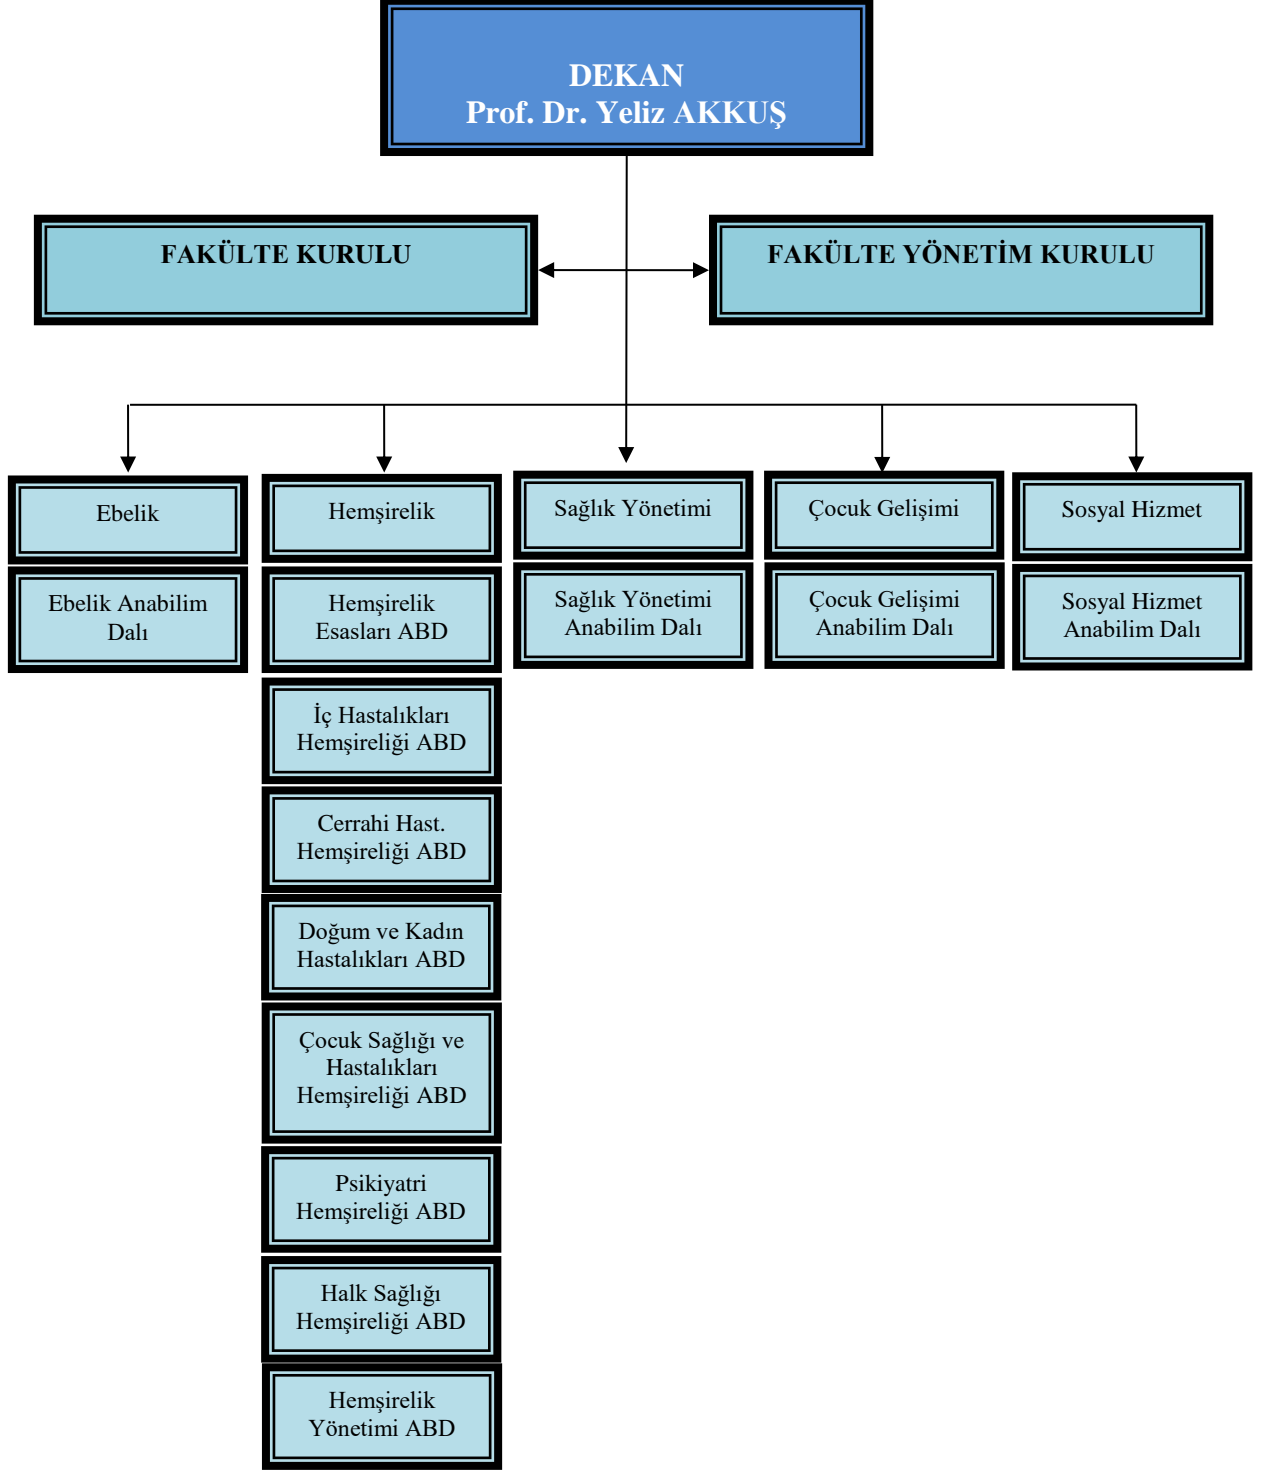 DEKAN
Prof. Dr. Yeliz AKKUŞ
FAKÜLTE KURULU
FAKÜLTE YÖNETİM KURULU
Ebelik
Ebelik Anabilim
Dalı
Hemşirelik
Hemşirelik
Esasları ABD
İç Hastalıkları
Hemşireliği ABD
Cerrahi Hast.
Hemşireliği ABD
Doğum ve Kadın
Hastalıkları ABD
Çocuk Sağlığı ve
Hastalıkları
Hemşireliği ABD
Psikiyatri
Hemşireliği ABD
Halk Sağlığı
Hemşireliği ABD
Hemşirelik
Yönetimi ABD
Sağlık Yönetimi
Sağlık Yönetimi
Anabilim Dalı
Çocuk Gelişimi
Çocuk Gelişimi
Anabilim Dalı
Sosyal Hizmet
Sosyal Hizmet
Anabilim Dalı